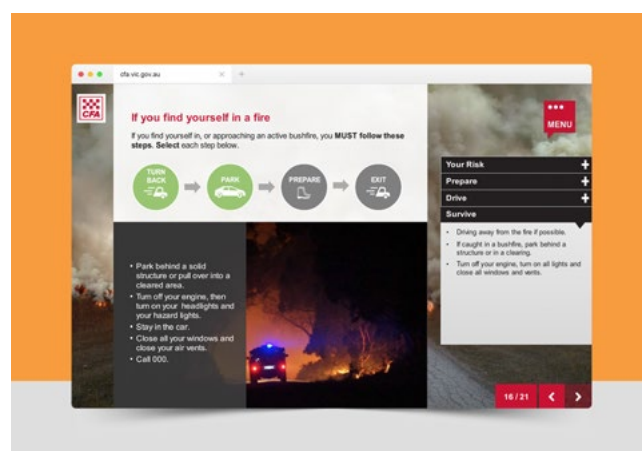 cfa.vic.gov.au
CFA
If you find yourself in a fire
If you find yourself in, or approaching an active bushfire, you MUST follow these
steps. Select each step below.
TURN
BACK
PARK
PREPARE
EXIT
• Park behind a solid
structure or pull over into a
cleared area.
• Turn off your engine, then
turn on your headlights and
your hazard lights.
• Stay in the car.
• Close all your windows and
close your air vents.
• Call 000.
MENU
Your Risk
Prepare
Drive
Survive
• Driving away from the fire if possible.
• If caught in a bushfire, park behind a
structure or in a clearing.
• Turn off your engine, turn on all lights and
close all windows and vents.
16 / 21